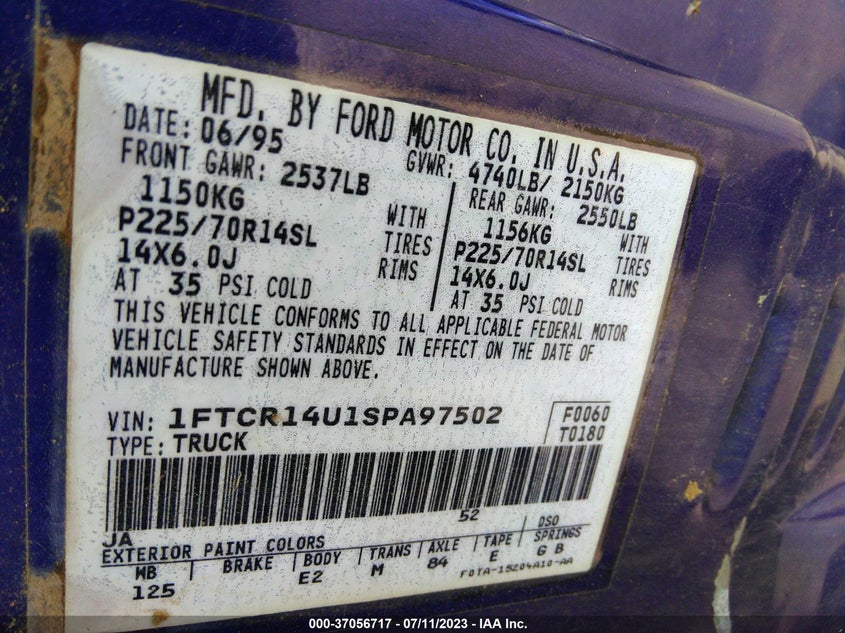 MFD. BY FORD MOTOR CO. IN U.S.A.
DATE: 06/95 GVWR: 4740LB/ 2150KG
FRONT GAWR: 2537LB REAR GAWR: 2550LB
1150KG WITH 1156KG WITH
P225/70R14SL TIRES P225/70R14SL TIRES
14X6.0J RIMS 14X6.0J RIMS
AT 35 PSI COLD AT 35 PSI COLD
THIS VEHICLE CONFORMS TO ALL APPLICABLE FEDERAL MOTOR
VEHICLE SAFETY STANDARDS IN EFFECT ON THE DATE OF
MANUFACTURE SHOWN ABOVE.
VIN: 1FTCR14U1SPA97502 F0060
TYPE: TRUCK T0180
JA 52
EXTERIOR PAINT COLORS DSO
WB BRAKE BODY TRANS AXLE TAPE SPRINGS
125 E2 M 84 E G B
F0TA-15204A10-AA
000-37056717 - 07/11/2023 - IAA Inc.